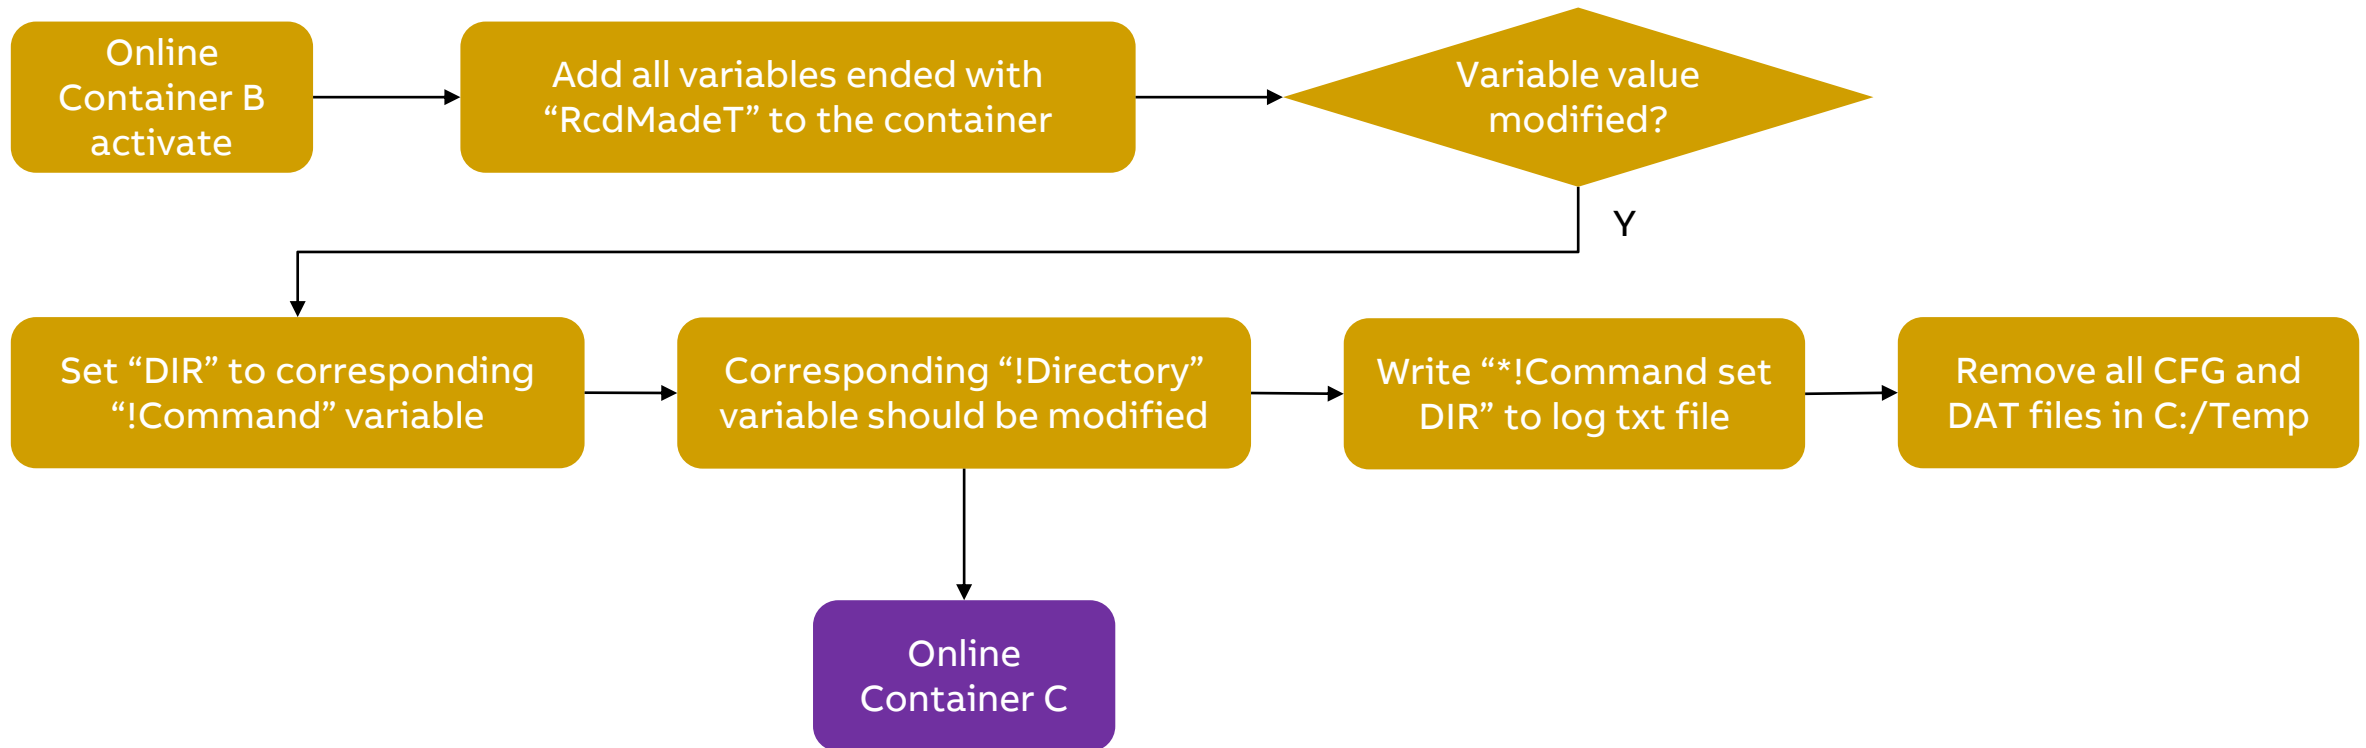 Online
Container B
activate
Add all variables ended with
“RcdMadeT” to the container
Variable value
modified?
Y
Set “DIR” to corresponding
“!Command” variable
Corresponding “!Directory”
variable should be modified
Write “*!Command set
DIR” to log txt file
Remove all CFG and
DAT files in C:/Temp
Online
Container C